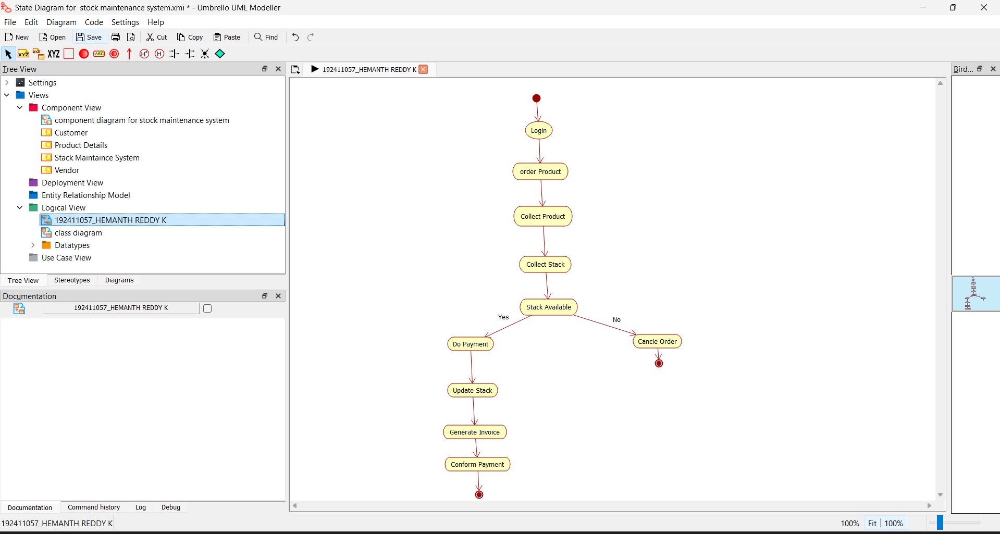 State Diagram for  stock maintenance system.xmi * - Umbrello UML Modeller
File Edit Diagram Code Settings Help
New Open Save Cut Copy Paste Find
XYZ XYZ XYZ ABC H* H
Tree View
192411057_HEMANTH REDDY K
Bird...
Settings
Views
Component View
component diagram for stock maintenance system
Customer
Product Details
Stack Maintaince System
Vendor
Deployment View
Entity Relationship Model
Logical View
192411057_HEMANTH REDDY K
class diagram
Datatypes
Use Case View
Tree View Stereotypes Diagrams
Documentation
192411057_HEMANTH REDDY K
Login
order Product
Collect Product
Collect Stack
Stack Available
Yes
No
Do Payment
Cancle Order
Update Stack
Generate Invoice
Conform Payment
Documentation Command history Log Debug
192411057_HEMANTH REDDY K
100% Fit 100%